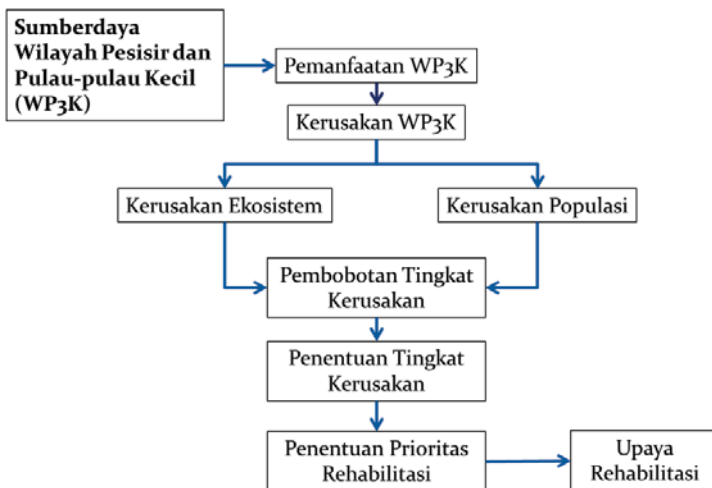 Sumberdaya
Wilayah Pesisir dan
Pulau-pulau Kecil
(WP3K)
Pemanfaatan WP3K
Kerusakan WP3K
Kerusakan Ekosistem
Kerusakan Populasi
Pembobotan Tingkat
Kerusakan
Penentuan Tingkat
Kerusakan
Penentuan Prioritas
Rehabilitasi
Upaya
Rehabilitasi